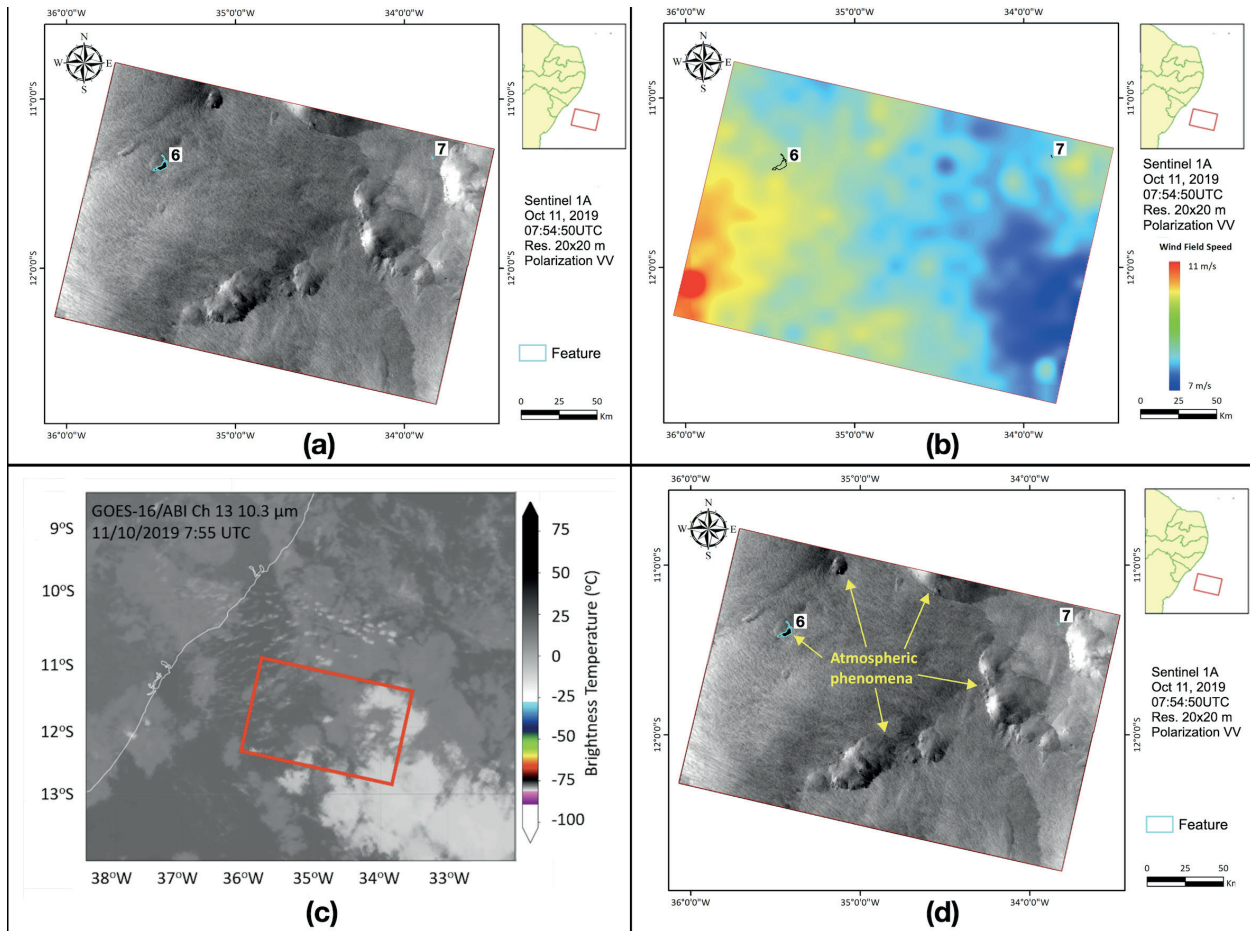 36°0'0"W
35°0'0"W
34°0'0"W
N
W
E
S
11°0'0"S
12°0'0"S
6
7
Sentinel 1A
Oct 11, 2019
07:54:50UTC
Res. 20x20 m
Polarization VV
Feature
0 25 50
Km
36°0'0"W
35°0'0"W
34°0'0"W
(a)
36°0'0"W
35°0'0"W
34°0'0"W
N
W
E
S
11°0'0"S
12°0'0"S
6
7
Sentinel 1A
Oct 11, 2019
07:54:50UTC
Res. 20x20 m
Polarization VV
Wind Field Speed
11 m/s
7 m/s
0 25 50
Km
36°0'0"W
35°0'0"W
34°0'0"W
(b)
GOES-16/ABI Ch 13 10.3 µm
11/10/2019 7:55 UTC
9°S
10°S
11°S
12°S
13°S
75
50
25
0
-25
-50
-75
-100
Brightness Temperature (°C)
38°W
37°W
36°W
35°W
34°W
33°W
(c)
36°0'0"W
35°0'0"W
34°0'0"W
N
W
E
S
11°0'0"S
12°0'0"S
6
7
Atmospheric
phenomena
Sentinel 1A
Oct 11, 2019
07:54:50UTC
Res. 20x20 m
Polarization VV
Feature
0 25 50
Kn
36°0'0"W
35°0'0"W
34°0'0"W
(d)